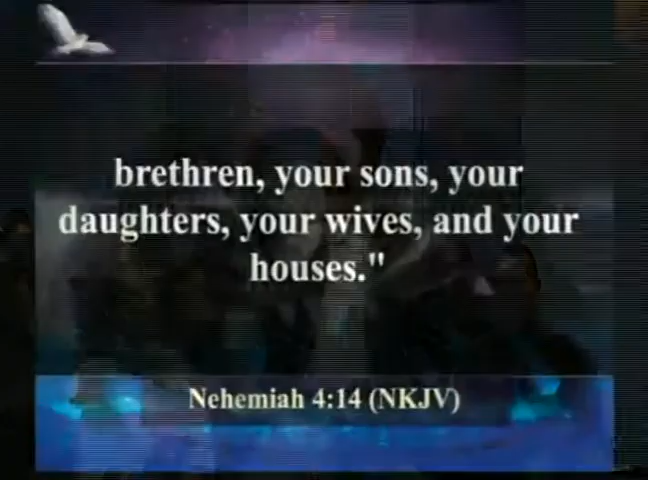 brethren, your sons, your
daughters, your wives, and your
houses."
Nehemiah 4:14 (NKJV)